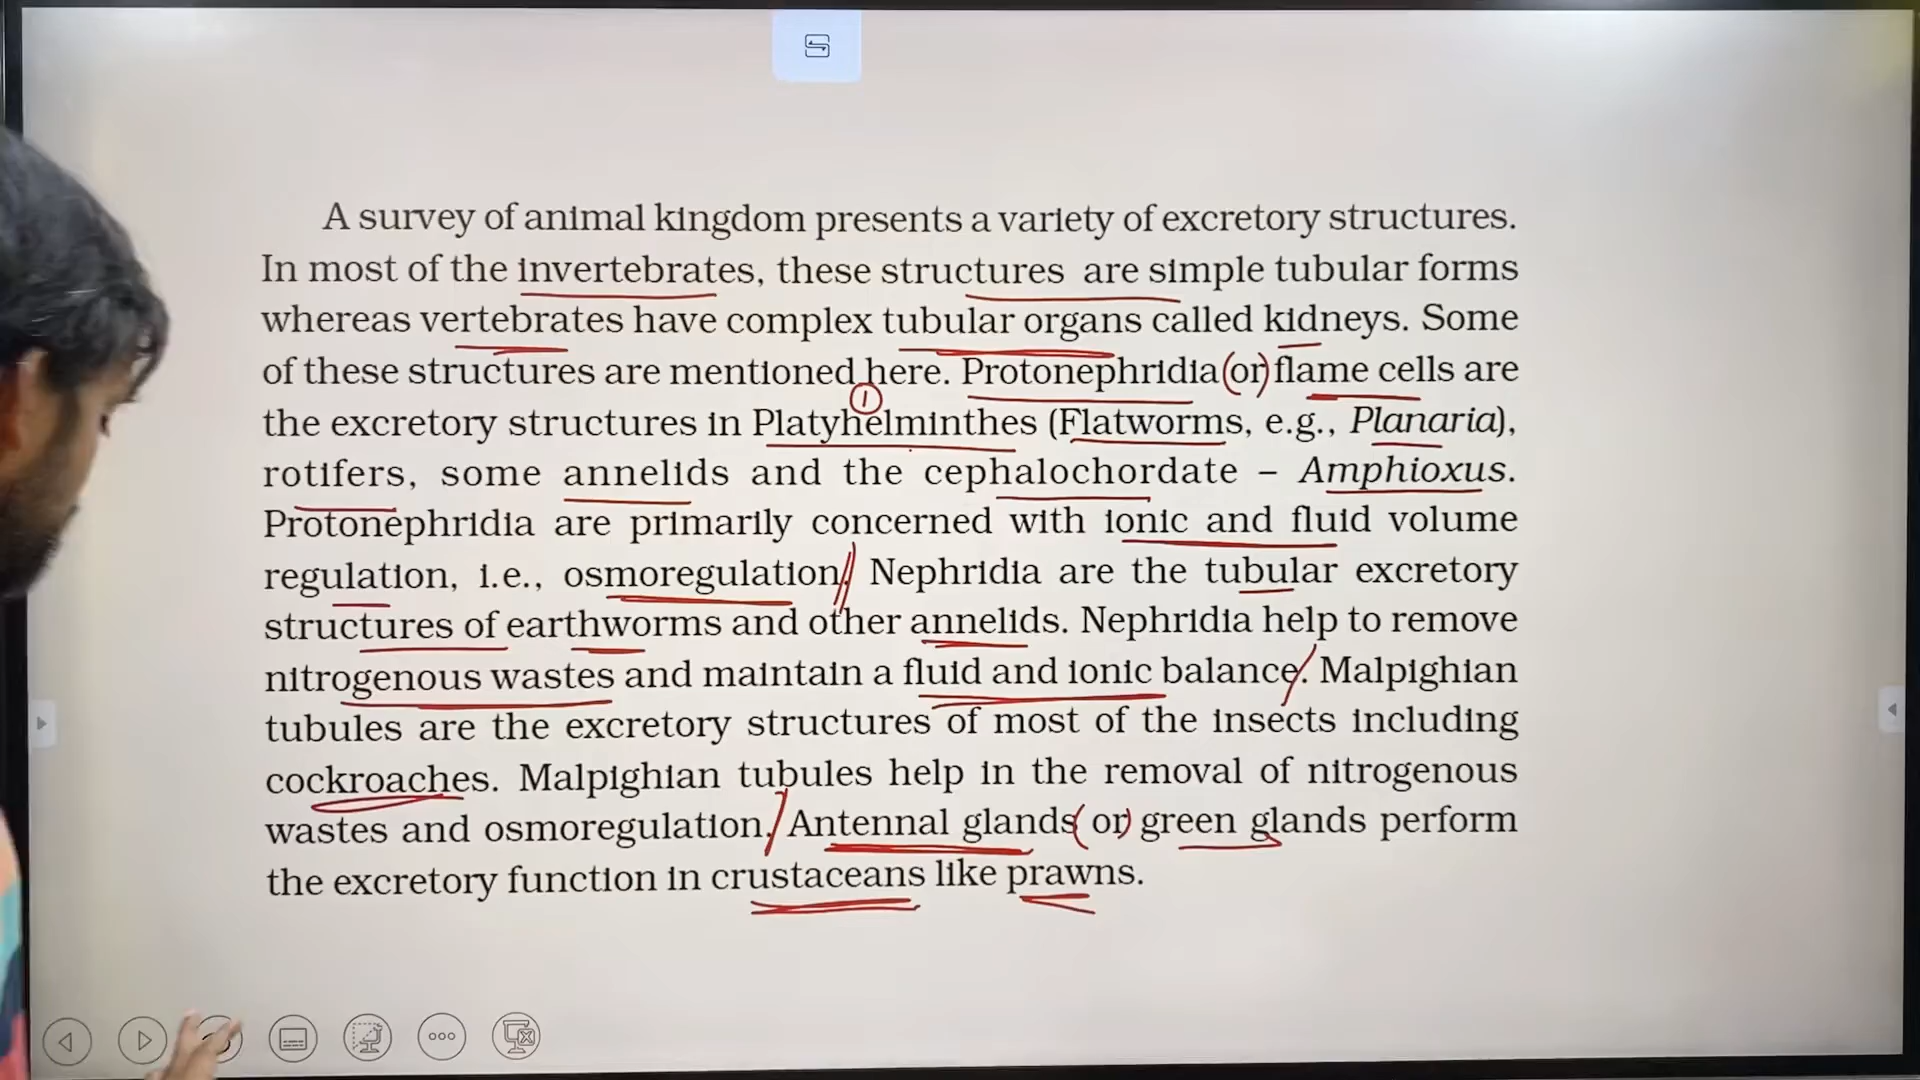 A survey of animal kingdom presents a variety of excretory structures.
In most of the invertebrates, these structures are simple tubular forms
whereas vertebrates have complex tubular organs called kidneys. Some
of these structures are mentioned here. Protonephridia (or) flame cells are
1
the excretory structures in Platyhelminthes (Flatworms, e.g., Planaria),
rotifers, some annelids and the cephalochordate – Amphioxus.
Protonephridia are primarily concerned with ionic and fluid volume
regulation, i.e., osmoregulation. Nephridia are the tubular excretory
structures of earthworms and other annelids. Nephridia help to remove
nitrogenous wastes and maintain a fluid and ionic balance. Malpighian
tubules are the excretory structures of most of the insects including
cockroaches. Malpighian tubules help in the removal of nitrogenous
wastes and osmoregulation. Antennal glands (or) green glands perform
the excretory function in crustaceans like prawns.